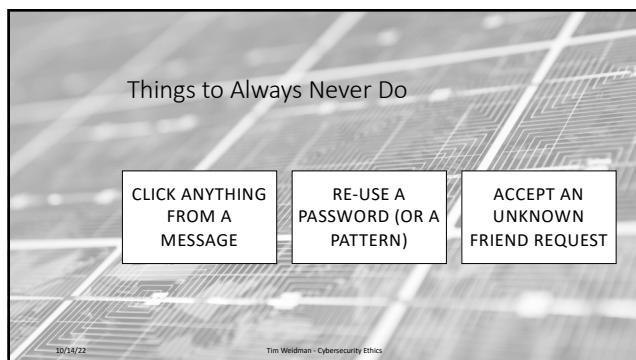 Things to Always Never Do
CLICK ANYTHING
FROM A
MESSAGE
RE-USE A
PASSWORD (OR A
PATTERN)
ACCEPT AN
UNKNOWN
FRIEND REQUEST
10/14/22
Tim Weidman - Cybersecurity Ethics